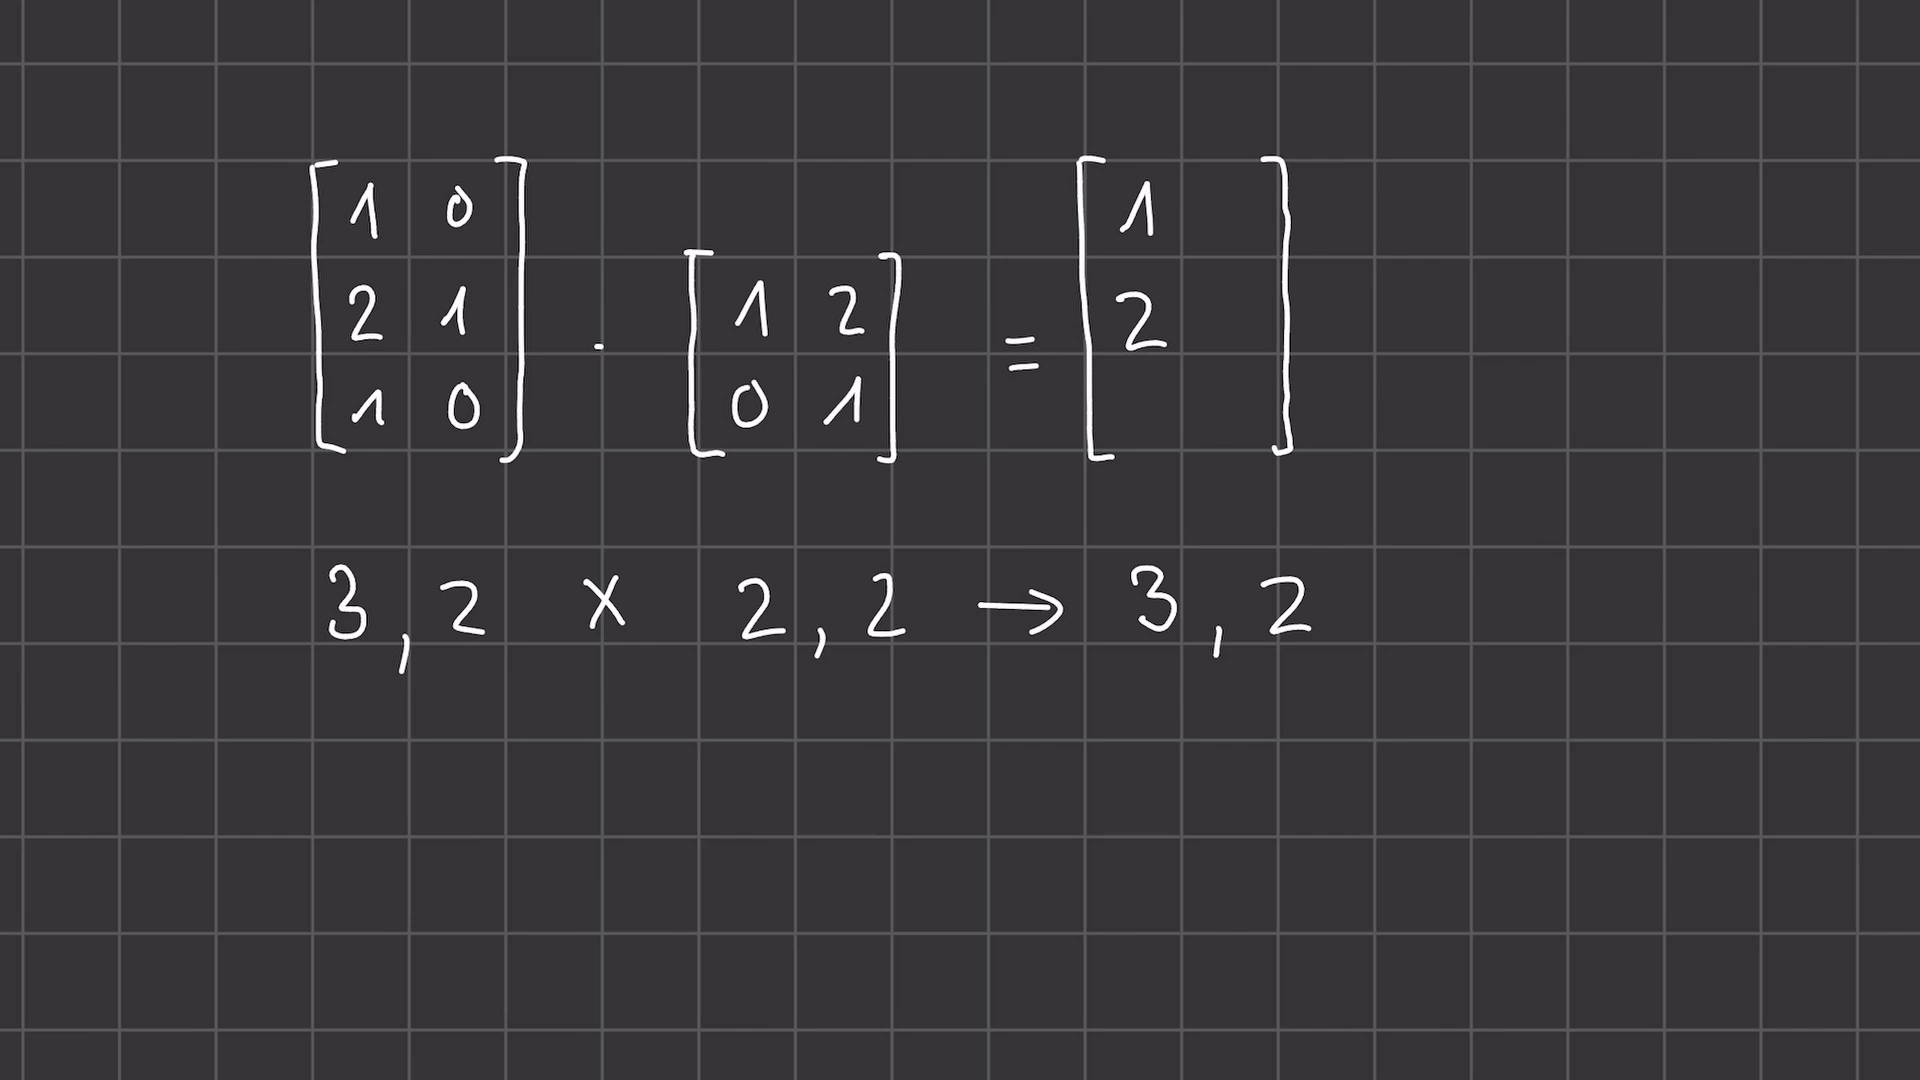 [1 0
2 1
1 0] · [1 2
0 1] = [1
2 ]
3, 2 x 2, 2 → 3, 2